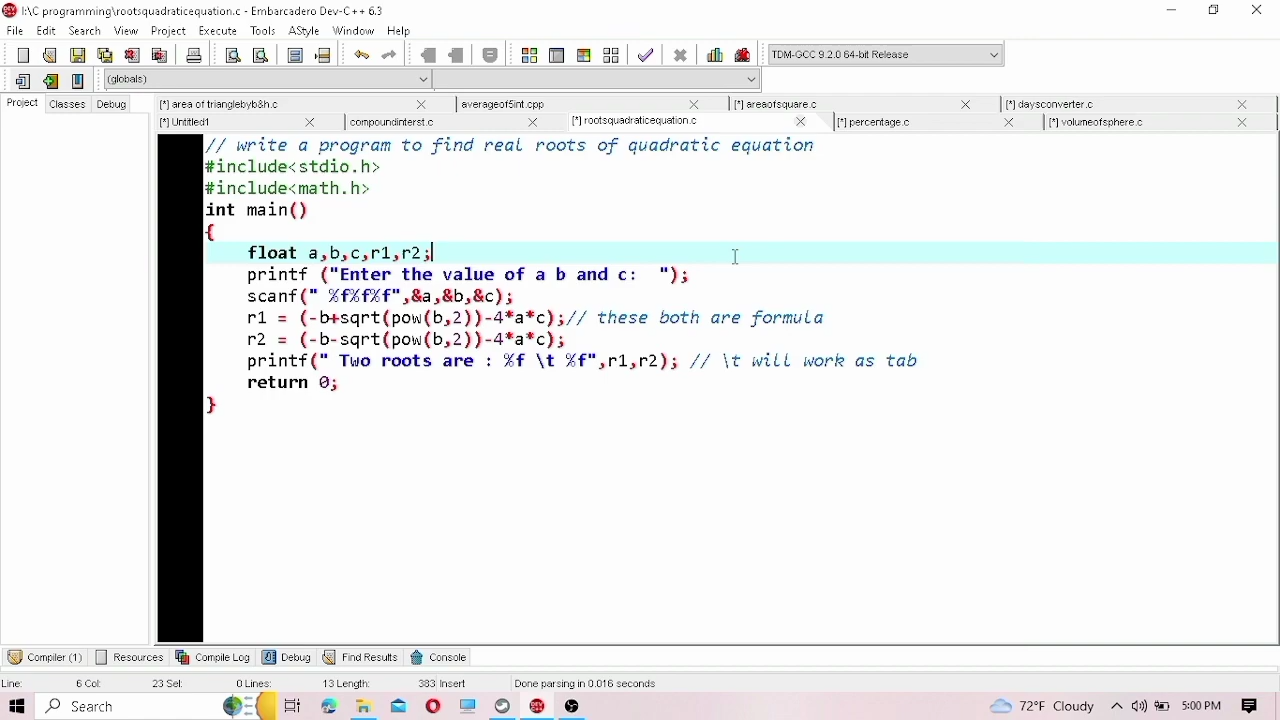 I:\C programming\rootsquadraticequation.c - Embarcadero Dev-C++ 6.3
File Edit Search View Project Execute Tools AStyle Window Help
TDM-GCC 9.2.0 64-bit Release
(globals)
Project Classes Debug
[*] area of trianglebyb&h.c averageof5int.cpp [*] areaofsquare.c [*] daysconverter.c
[*] Untitled1 compoundinterst.c [*] rootsquadraticequation.c [*] percentage.c [*] volumeofsphere.c
// write a program to find real roots of quadratic equation
#include<stdio.h>
#include<math.h>
int main()
{
float a,b,c,r1,r2;
printf ("Enter the value of a b and c:  ");
scanf(" %f%f%f",&a,&b,&c);
r1 = (-b+sqrt(pow(b,2))-4*a*c);// these both are formula
r2 = (-b-sqrt(pow(b,2))-4*a*c);
printf(" Two roots are : %f \t %f",r1,r2); // \t will work as tab
return 0;
}
Compiler (1) Resources Compile Log Debug Find Results Console
Line: 6 Col: 23 Sel: 0 Lines: 13 Length: 383 Insert Done parsing in 0.016 seconds
Search 72°F Cloudy 5:00 PM